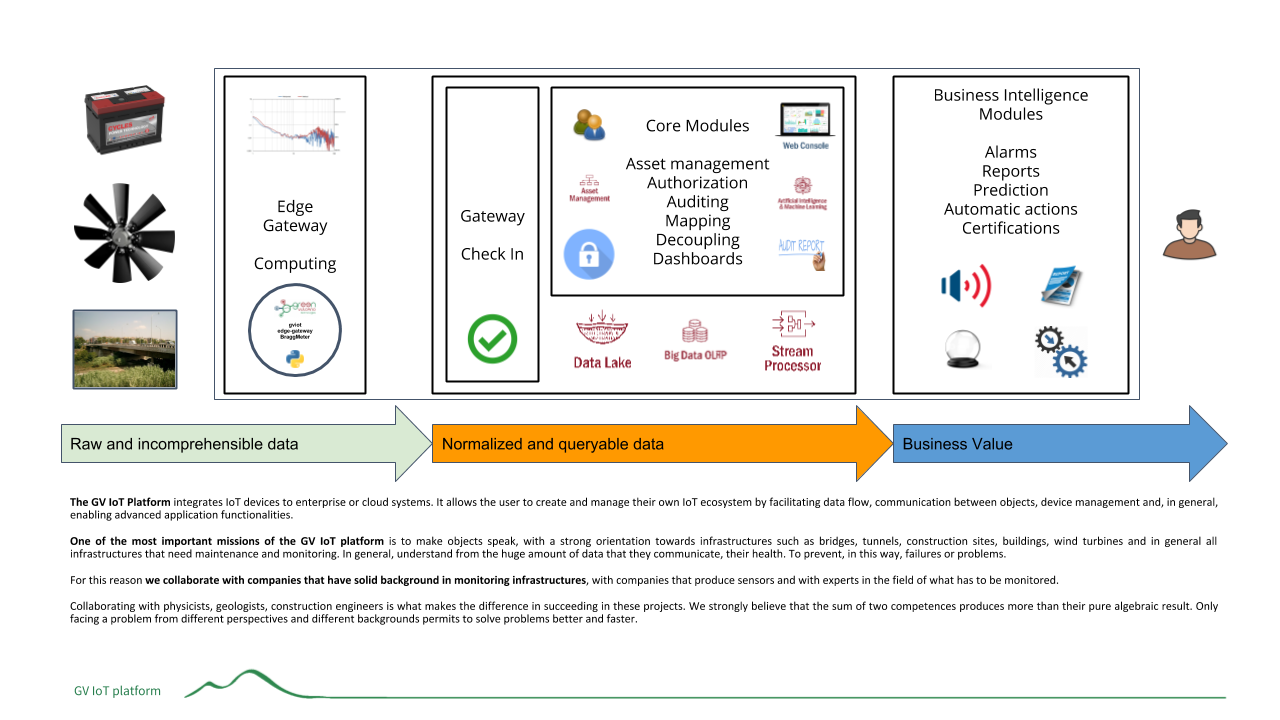 CYCLES
Edge
Gateway
Computing
green
gviot
edge-gateway
BraggMeter
Gateway
Check In
Core Modules
Asset management
Authorization
Auditing
Mapping
Decoupling
Dashboards
Web Console
Asset
Management
Artificial Intelligence
& Machine Learning
AUDIT REPORT
Data Lake
Big Data OLAP
Stream
Processor
Business Intelligence
Modules
Alarms
Reports
Prediction
Automatic actions
Certifications
Raw and incomprehensible data
Normalized and queryable data
Business Value
The GV IoT Platform integrates IoT devices to enterprise or cloud systems. It allows the user to create and manage their own IoT ecosystem by facilitating data flow, communication between objects, device management and, in general,
enabling advanced application functionalities.
One of the most important missions of the GV IoT platform is to make objects speak, with a strong orientation towards infrastructures such as bridges, tunnels, construction sites, buildings, wind turbines and in general all
infrastructures that need maintenance and monitoring. In general, understand from the huge amount of data that they communicate, their health. To prevent, in this way, failures or problems.
For this reason we collaborate with companies that have solid background in monitoring infrastructures, with companies that produce sensors and with experts in the field of what has to be monitored.
Collaborating with physicists, geologists, construction engineers is what makes the difference in succeeding in these projects. We strongly believe that the sum of two competences produces more than their pure algebraic result. Only
facing a problem from different perspectives and different backgrounds permits to solve problems better and faster.
GV IoT platform